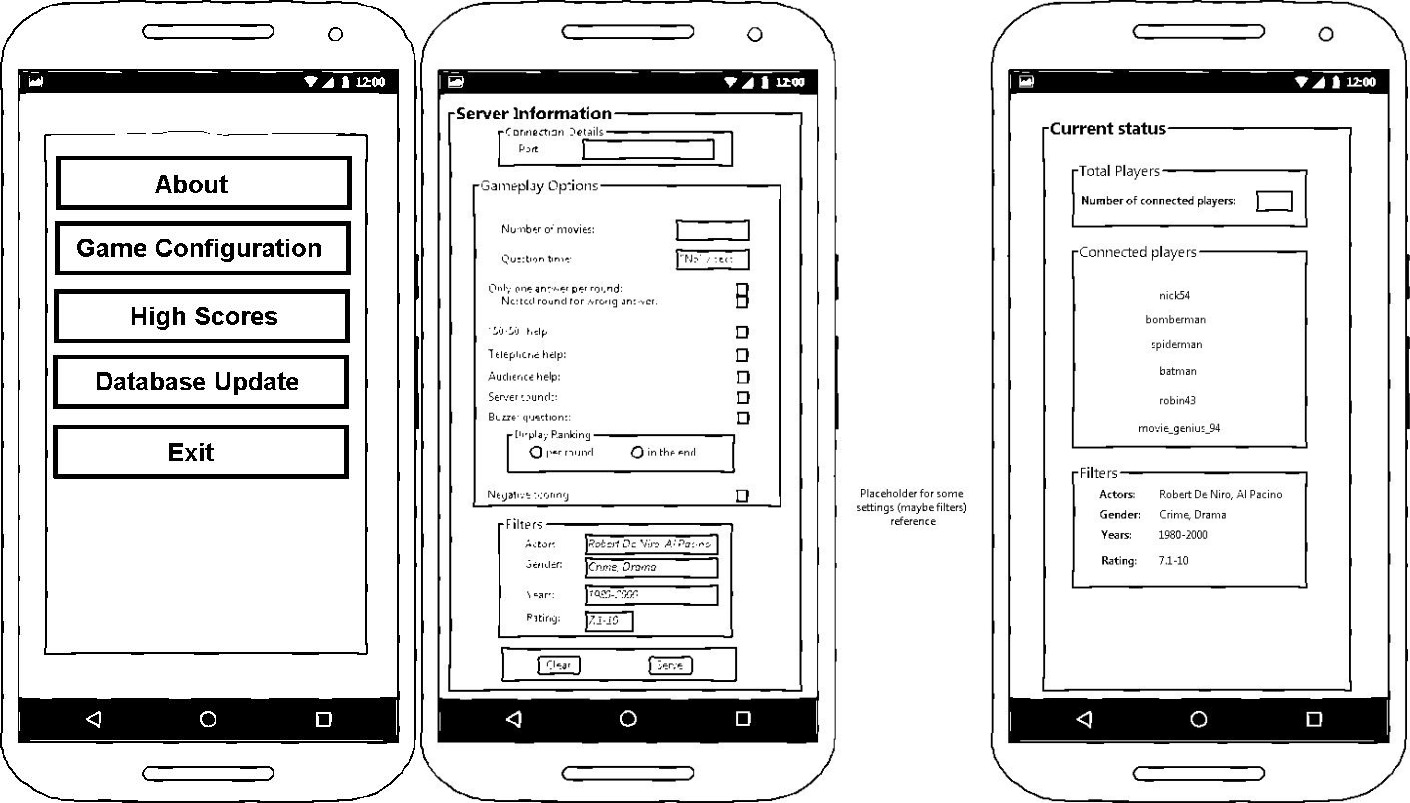 12:00
About
Game Configuration
High Scores
Database Update
Exit
12:00
Server Information
Connection Details
Port
Gameplay Options
Number of movies:
Question time:
Only one answer per round:
Nested round for wrong answer:
help
Telephone help:
Audience help:
Server sounds:
Buzzer questions:
Display Ranking
per round
in the end
Negative scoring
Filters
Actors:
Robert De Niro, Al Pacino
Gender:
Crime, Drama
Years:
1980-2000
Rating:
7.1-10
Clear
Serve
Placeholder for some
settings (maybe filters)
reference
12:00
Current status
Total Players
Number of connected players:
Connected players
nick54
bomberman
spiderman
batman
robin43
movie_genius_94
Filters
Actors: Robert De Niro, Al Pacino
Gender: Crime, Drama
Years: 1980-2000
Rating: 7.1-10